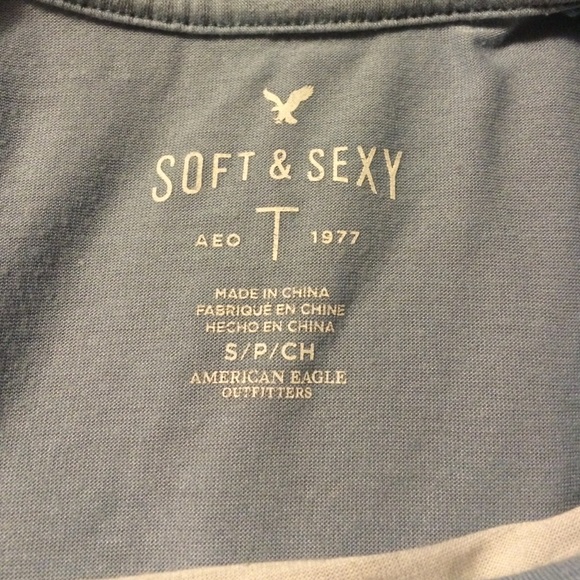 SOFT & SEXY
AEO T 1977
MADE IN CHINA
FABRIQUÉ EN CHINE
HECHO EN CHINA
S/P/CH
AMERICAN EAGLE
OUTFITTERS